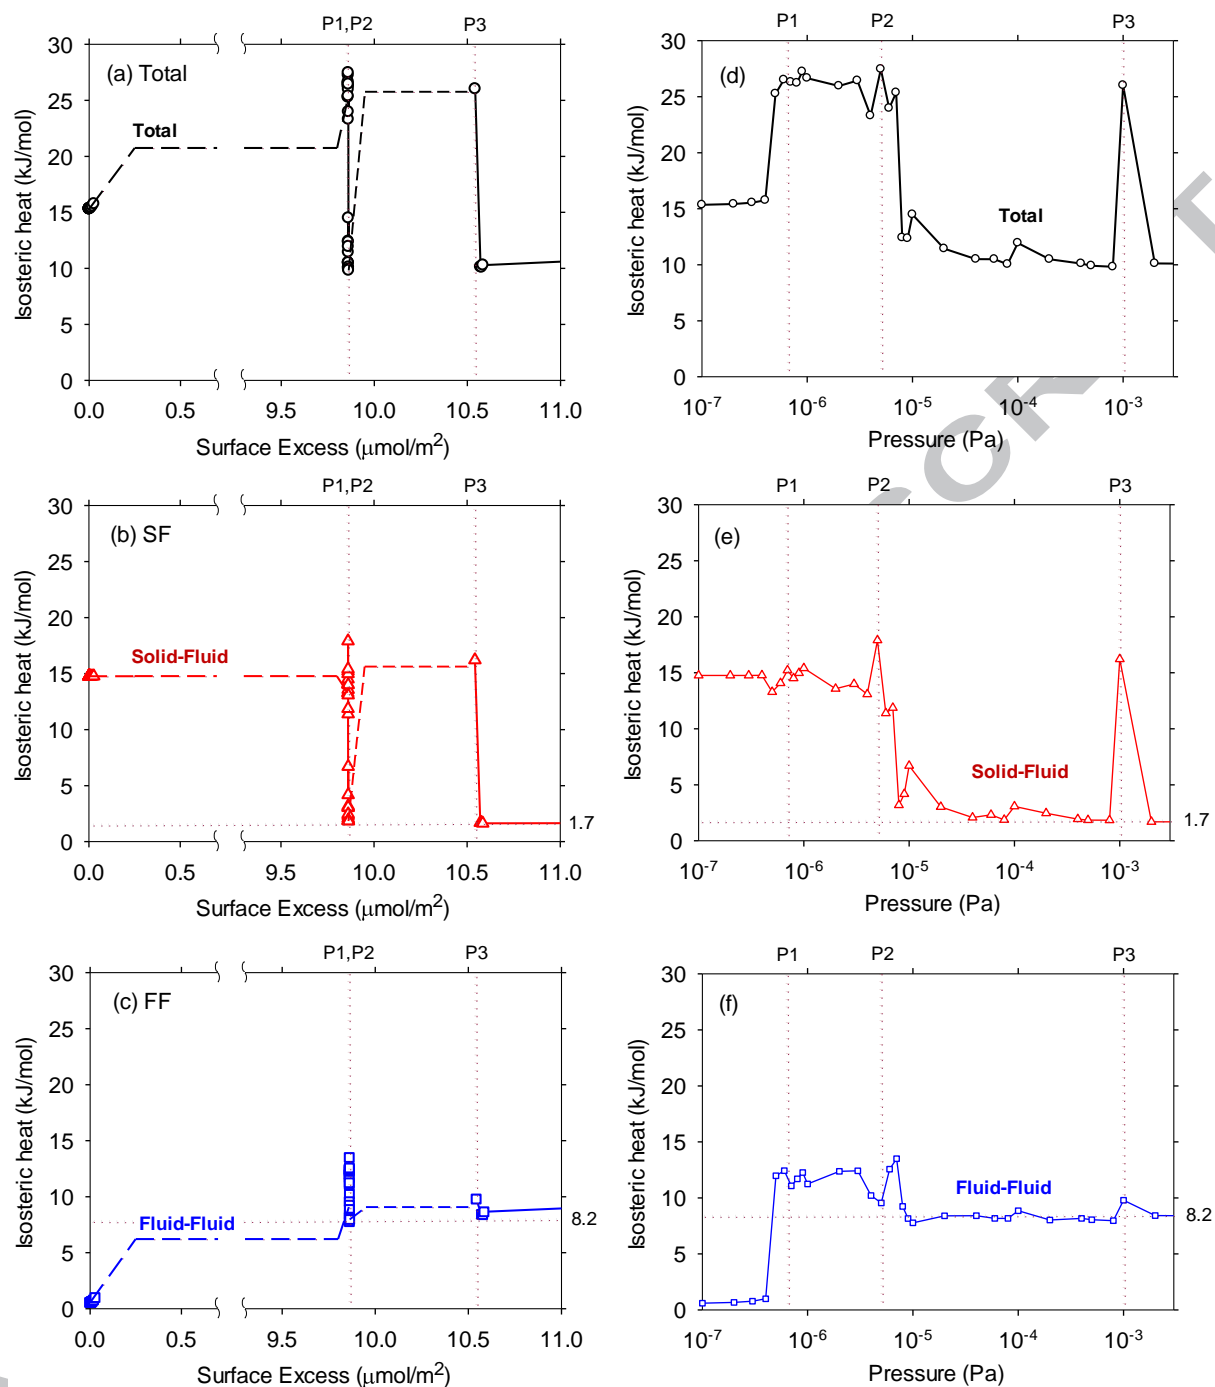 P1,P2 P3
30
25
20
15
10
5
0
(a) Total
Total
Isosteric heat (kJ/mol)
0.0 0.5 9.5 10.0 10.5 11.0
Surface Excess (μmol/m2)
P1 P2 P3
30
25
20
15
10
5
0
(d)
Total
Isosteric heat (kJ/mol)
10-7 10-6 10-5 10-4 10-3
Pressure (Pa)
P1,P2 P3
30
25
20
15
10
5
0
(b) SF
Solid-Fluid
1.7
Isosteric heat (kJ/mol)
0.0 0.5 9.5 10.0 10.5 11.0
Surface Excess (μmol/m2)
P1 P2 P3
30
25
20
15
10
5
0
(e)
Solid-Fluid
1.7
Isosteric heat (kJ/mol)
10-7 10-6 10-5 10-4 10-3
Pressure (Pa)
P1,P2 P3
30
25
20
15
10
5
0
(c) FF
Fluid-Fluid
8.2
Isosteric heat (kJ/mol)
0.0 0.5 9.5 10.0 10.5 11.0
Surface Excess (μmol/m2)
P1 P2 P3
30
25
20
15
10
5
0
(f)
Fluid-Fluid
8.2
Isosteric heat (kJ/mol)
10-7 10-6 10-5 10-4 10-3
Pressure (Pa)